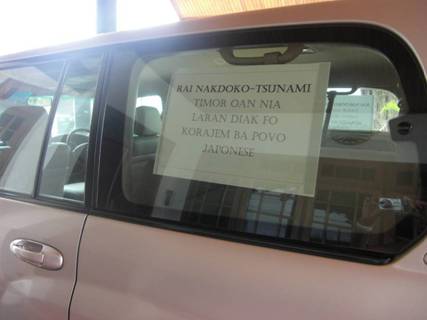 RAI NAKDOKO-TSUNAMI
TIMOR OAN NIA
LARAN DIAK FO
KORAJEM BA POVO
JAPONESE